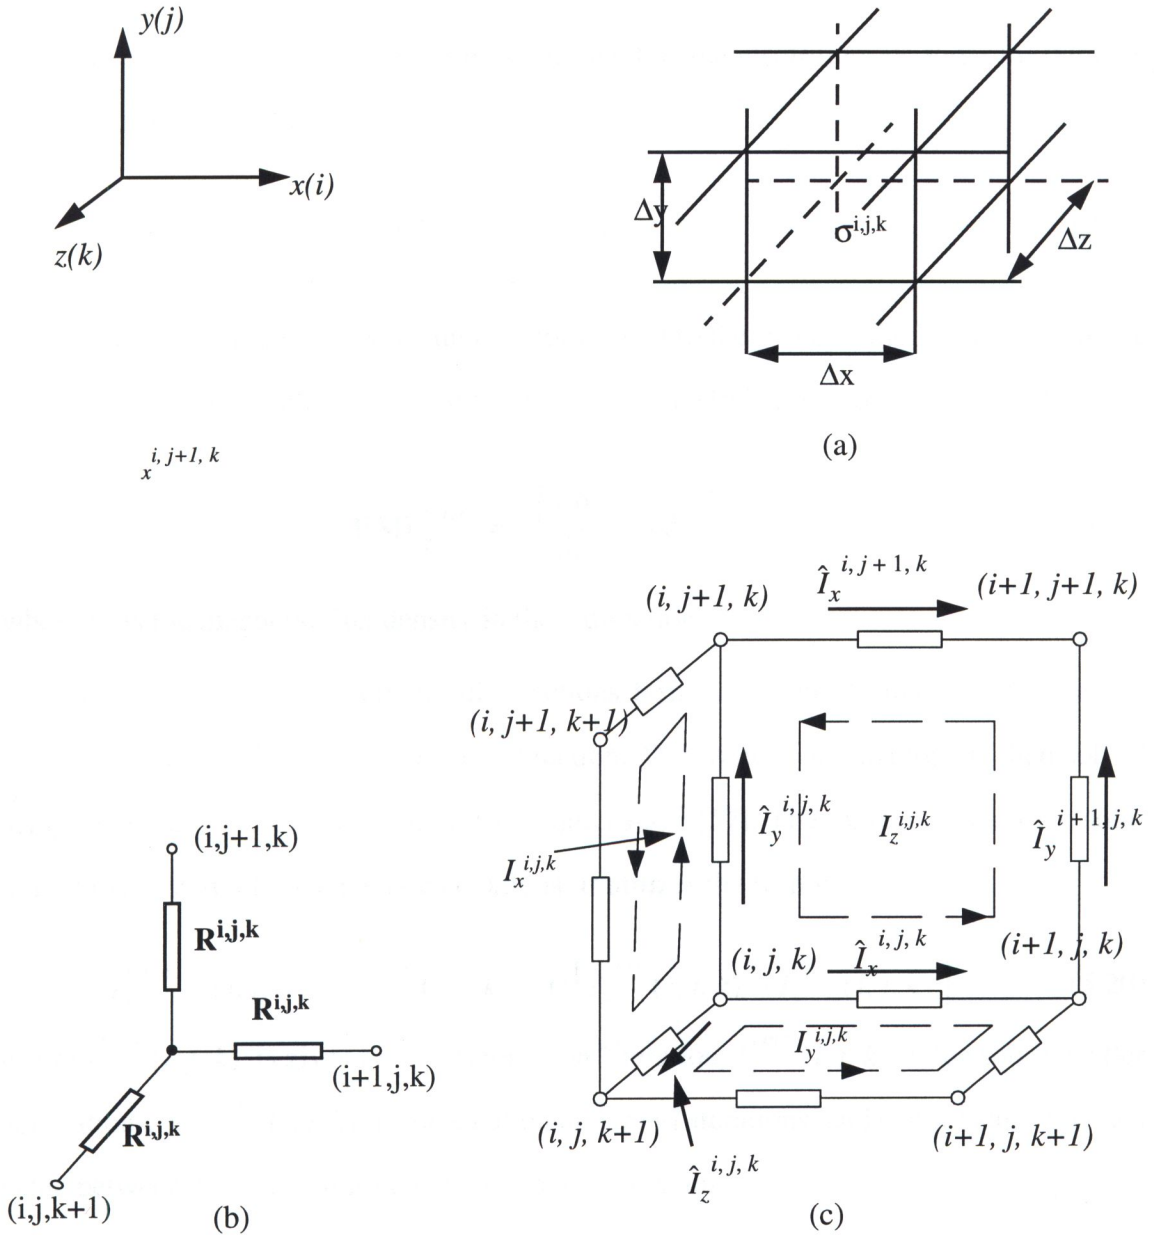 y(j)
x(i)
z(k)
Δy
σ^i,j,k
Δz
Δx
(a)
x^i, j+1, k
Î_x^i, j + 1, k
(i, j+1, k)
(i+1, j+1, k)
(i, j+1, k+1)
Î_y^i, j, k
I_z^i,j,k
Î_y^i + 1, j, k
I_x^i,j,k
(i, j, k)
Î_x^i, j, k
(i+1, j, k)
I_y^i,j,k
(i, j, k+1)
(i+1, j, k+1)
Î_z^i, j, k
(c)
(i,j+1,k)
R^i,j,k
R^i,j,k
(i+1,j,k)
R^i,j,k
(i,j,k+1)
(b)